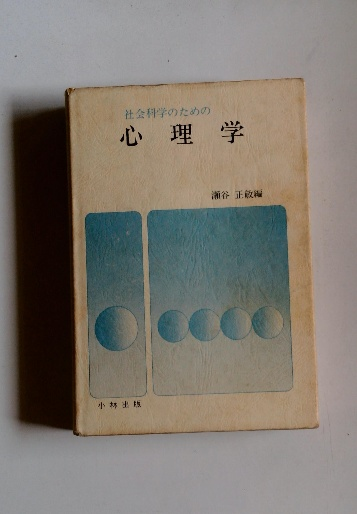 社会科学のための
心理学
瀬谷 正敏編
小林出版